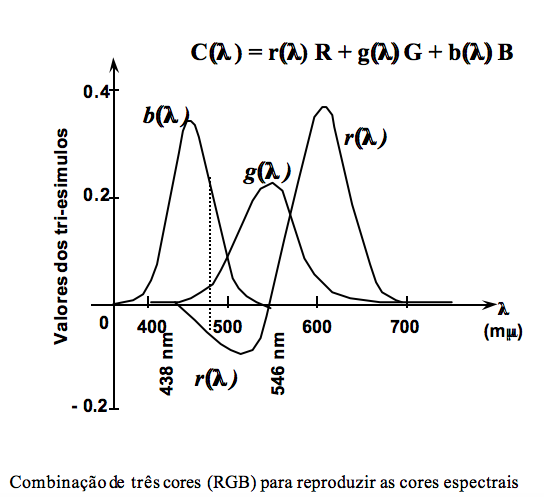 C(λ) = r(λ) R + g(λ) G + b(λ) B
0.4
b(λ)
r(λ)
g(λ)
0.2
Valores dos tri-esimulos
0
400
500
600
700
λ
(mμ)
438 nm
546 nm
r(λ)
- 0.2
Combinação de três cores (RGB) para reproduzir as cores espectrais